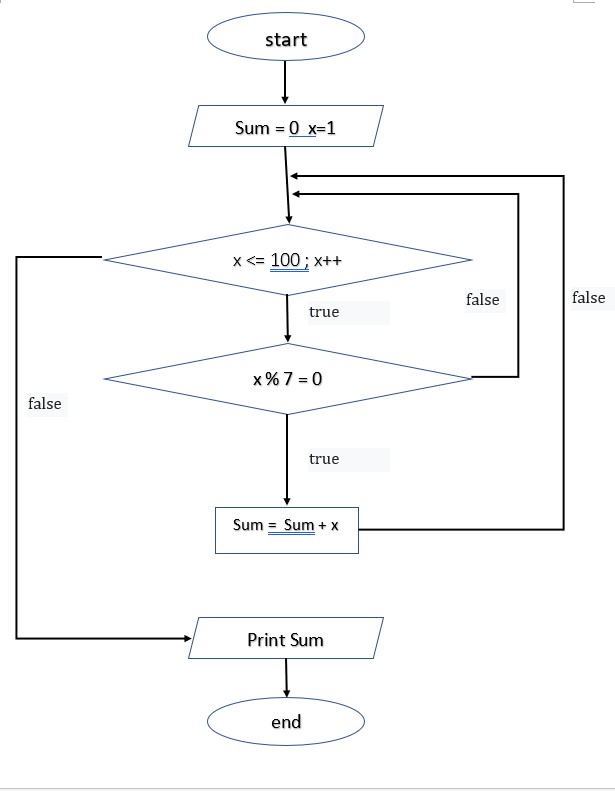 start
Sum = 0 x=1
x <= 100 ; x++
true
false
false
x % 7 = 0
false
true
Sum = Sum + x
Print Sum
end